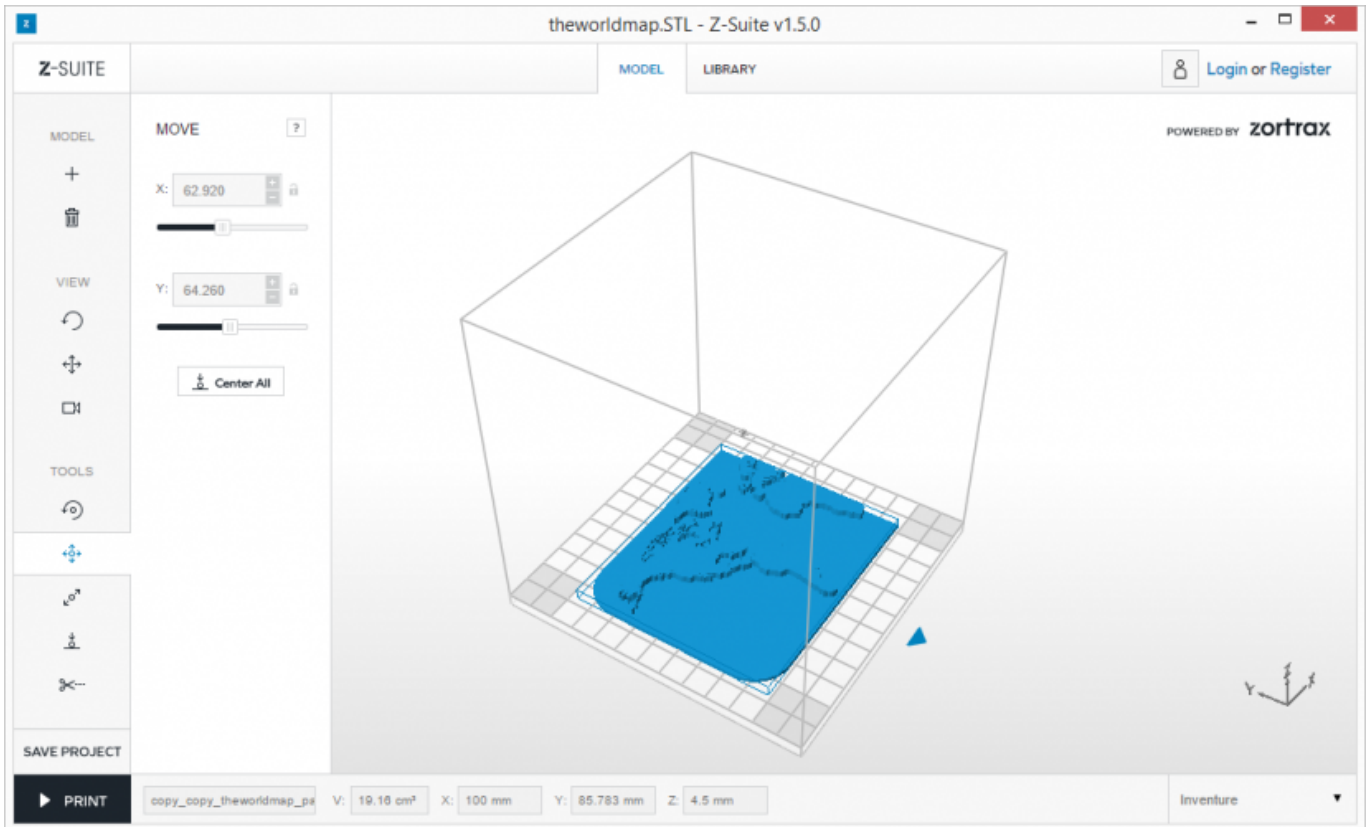 theworldmap.STL - Z-Suite v1.5.0
Z-SUITE
MODEL
LIBRARY
Login or Register
MODEL
VIEW
TOOLS
SAVE PROJECT
PRINT
MOVE
?
X: 62.920
Y: 64.260
Center All
POWERED BY zortrax
Y
Z
X
copy_copy_theworldmap_pa
V: 19.16 cm³
X: 100 mm
Y: 85.783 mm
Z: 4.5 mm
Inventure